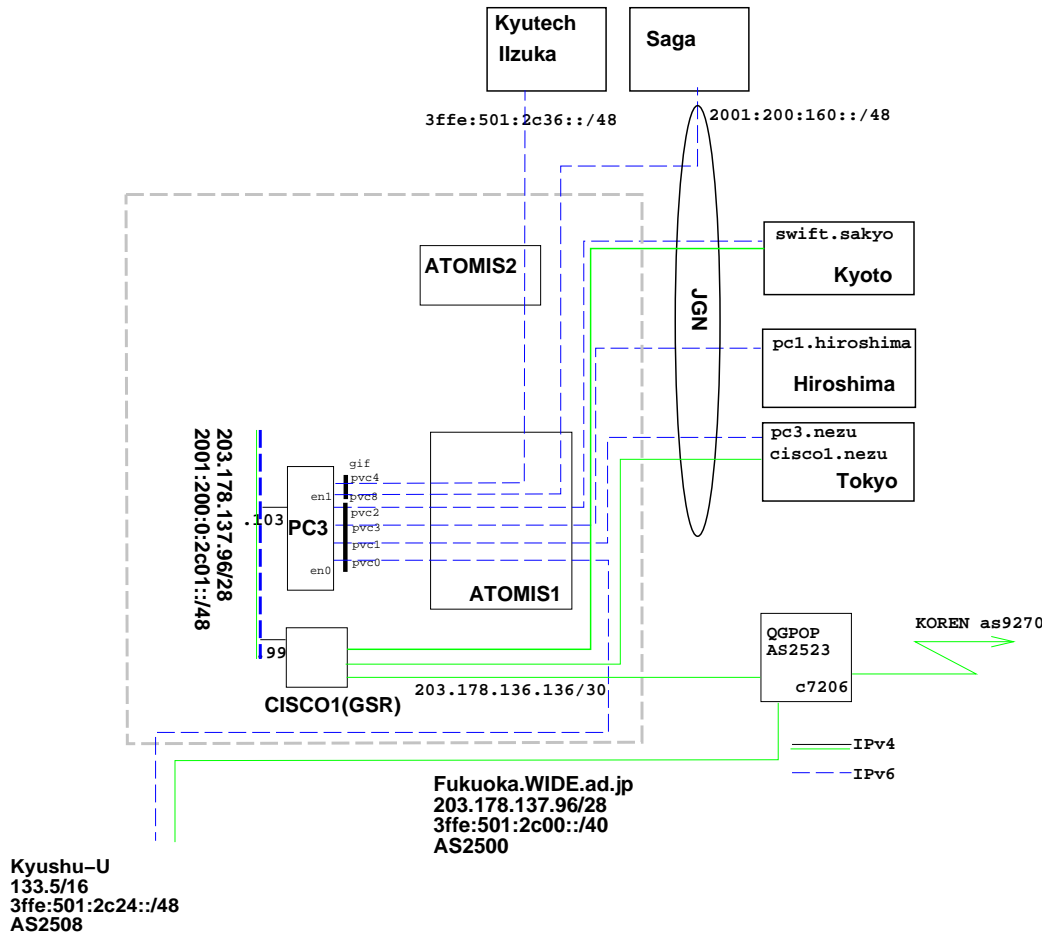 Kyutech
IIzuka
Saga
3ffe:501:2c36::/48
2001:200:160::/48
swift.sakyo
Kyoto
ATOMIS2
JGN
pc1.hiroshima
Hiroshima
pc3.nezu
cisco1.nezu
Tokyo
203.178.137.96/28
2001:200:0:2c01::/48
gif
pvc4
en1
pvc8
.103
PC3
pvc2
pvc3
pvc1
en0
pvc0
ATOMIS1
.99
CISCO1(GSR)
203.178.136.136/30
QGPOP
AS2523
c7206
KOREN as9270
IPv4
IPv6
Fukuoka.WIDE.ad.jp
203.178.137.96/28
3ffe:501:2c00::/40
AS2500
Kyushu−U
133.5/16
3ffe:501:2c24::/48
AS2508